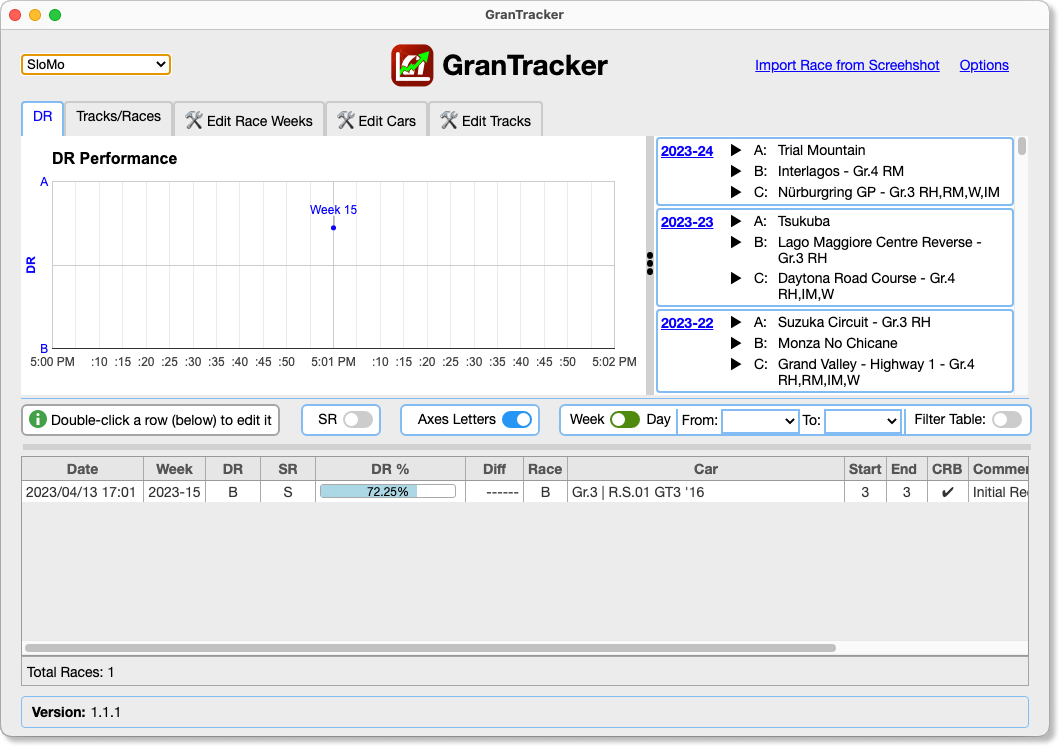 GranTracker
SloMo
GranTracker
Import Race from Screehshot
Options
DR
Tracks/Races
Edit Race Weeks
Edit Cars
Edit Tracks
DR Performance
A
Week 15
DR
B
5:00 PM :10 :15 :20 :25 :30 :35 :40 :45 :50 5:01 PM :10 :15 :20 :25 :30 :35 :40 :45 :50 5:02 PM
2023-24 ▶ A: Trial Mountain
▶ B: Interlagos - Gr.4 RM
▶ C: Nürburgring GP - Gr.3 RH,RM,W,IM
2023-23 ▶ A: Tsukuba
▶ B: Lago Maggiore Centre Reverse -
Gr.3 RH
▶ C: Daytona Road Course - Gr.4
RH,IM,W
2023-22 ▶ A: Suzuka Circuit - Gr.3 RH
▶ B: Monza No Chicane
▶ C: Grand Valley - Highway 1 - Gr.4
RH,RM,IM,W
Double-click a row (below) to edit it
SR
Axes Letters
Week Day From: To: Filter Table:
Date Week DR SR DR % Diff Race Car Start End CRB Commen
2023/04/13 17:01 2023-15 B S 72.25% ------ B Gr.3 | R.S.01 GT3 '16 3 3 ✔ Initial Rec
Total Races: 1
Version: 1.1.1